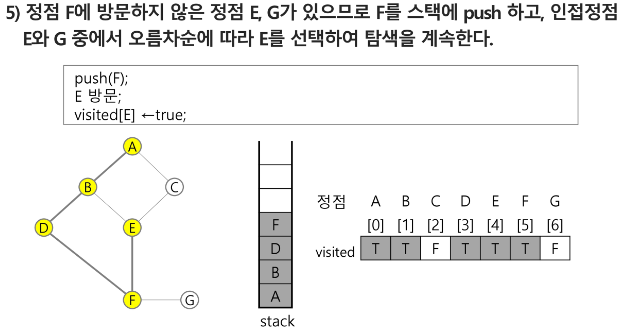 5) 정점 F에 방문하지 않은 정점 E, G가 있으므로 F를 스택에 push 하고, 인접정점
E와 G 중에서 오름차순에 따라 E를 선택하여 탐색을 계속한다.
push(F);
E 방문;
visited[E] ←true;
A
B
C
D
E
F
G
F
D
B
A
stack
정점 A B C D E F G
[0] [1] [2] [3] [4] [5] [6]
visited T T F T T T F